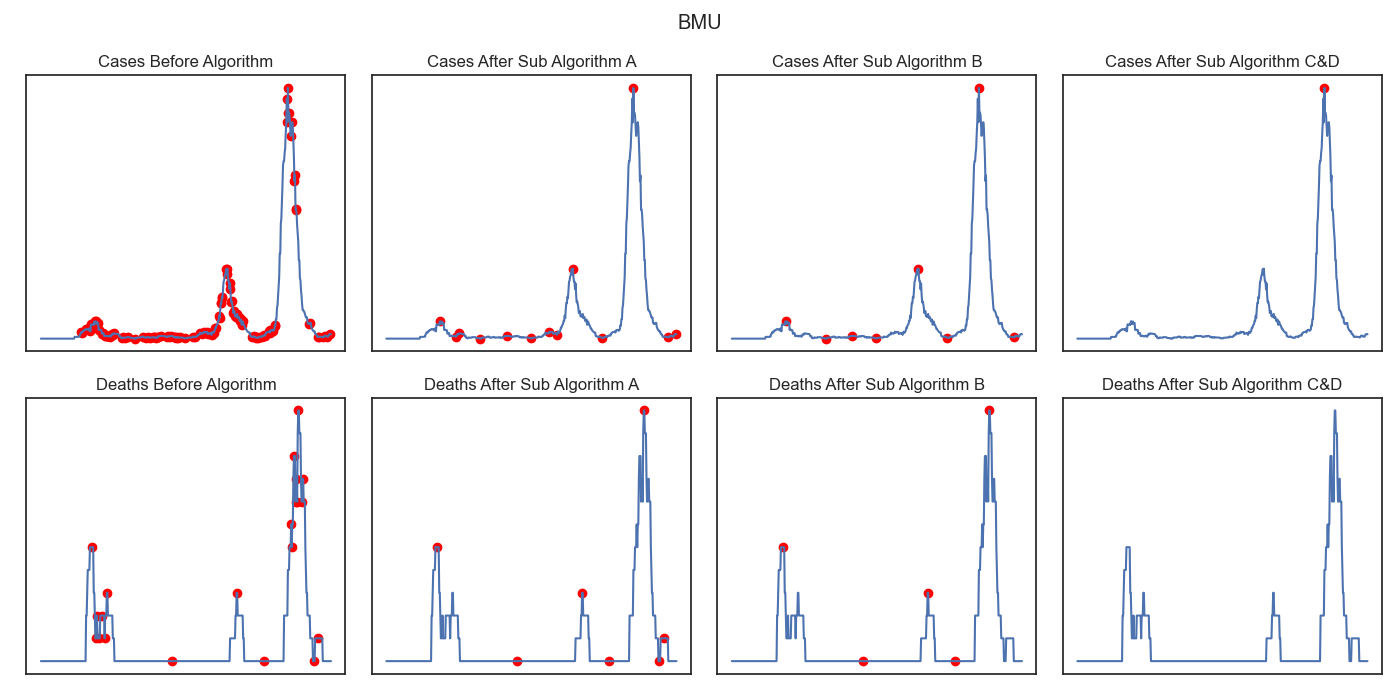 BMU
Cases Before Algorithm
Cases After Sub Algorithm A
Cases After Sub Algorithm B
Cases After Sub Algorithm C&D
Deaths Before Algorithm
Deaths After Sub Algorithm A
Deaths After Sub Algorithm B
Deaths After Sub Algorithm C&D